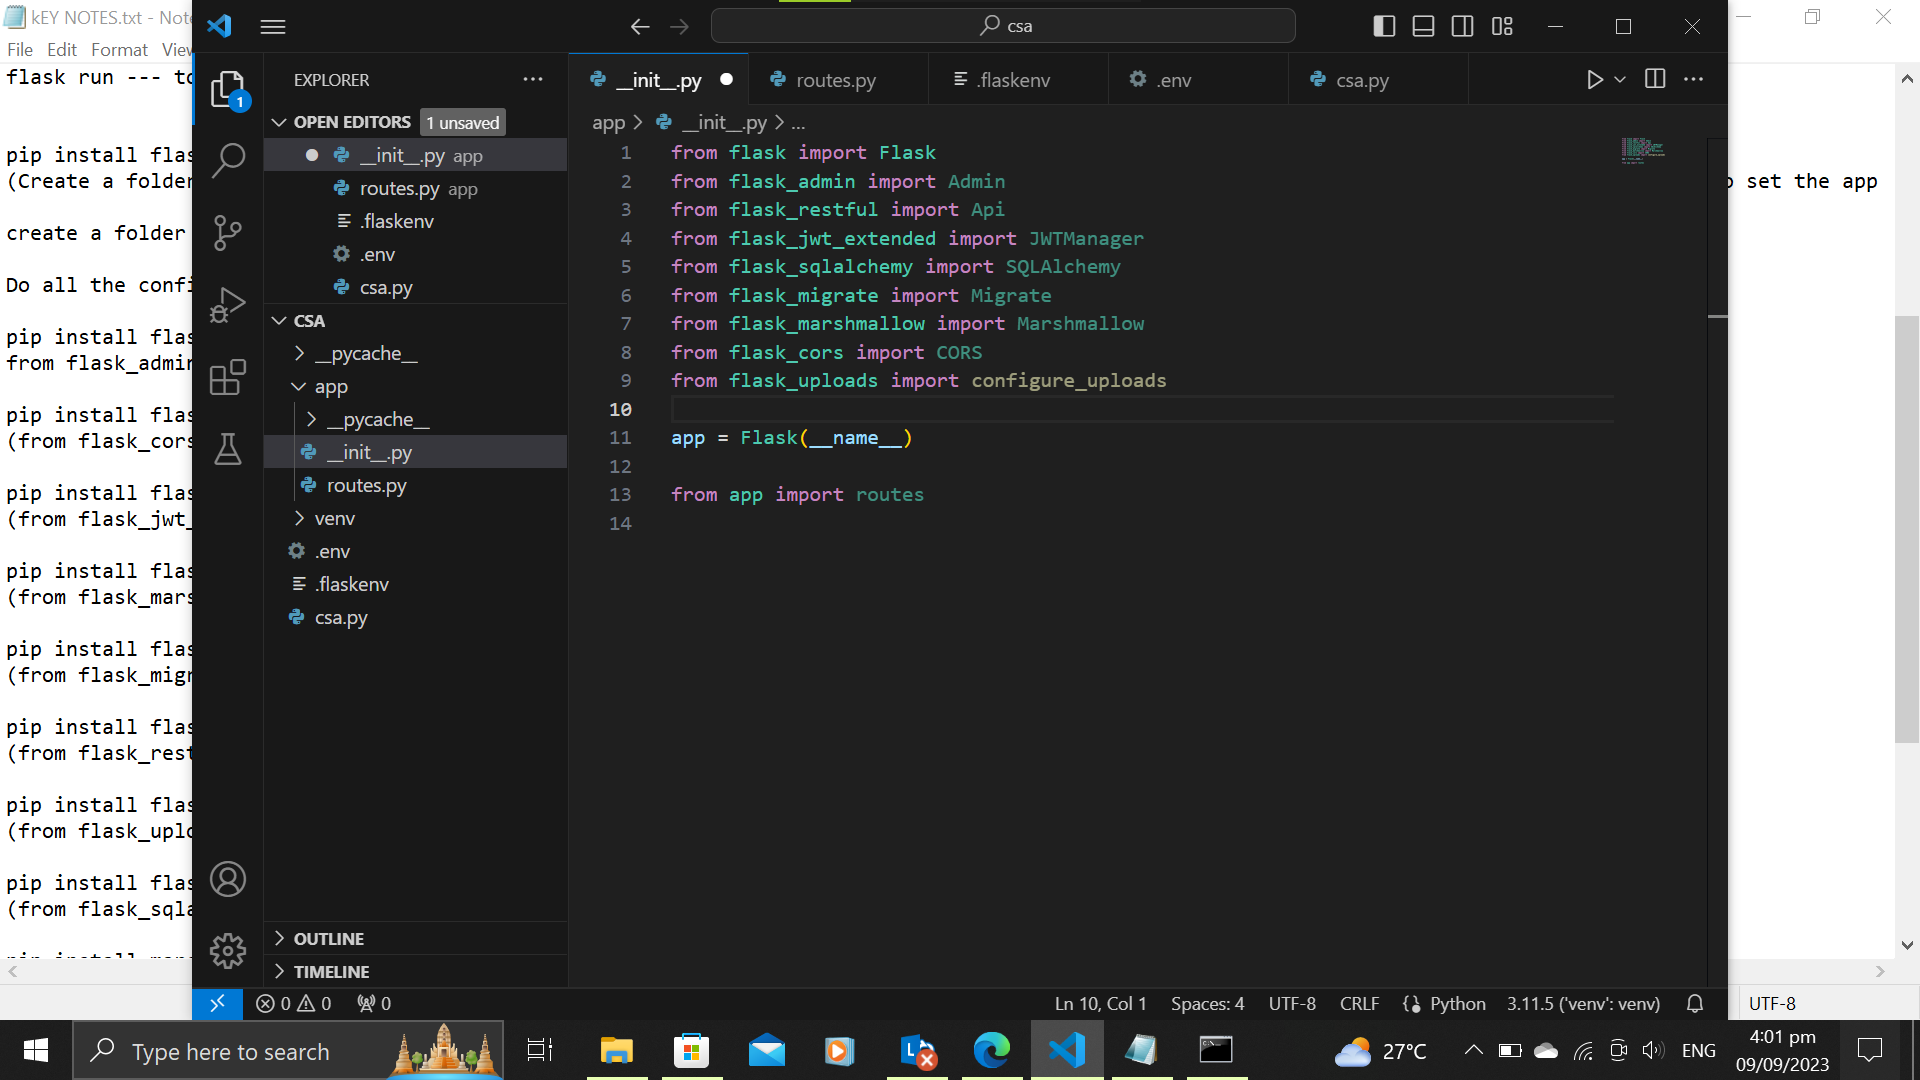 kEY NOTES.txt - Note
File Edit Format View
flask run --- to
pip install flas
(Create a folder
o set the app
create a folder
Do all the confi
pip install flas
from flask_admin
pip install flas
(from flask_cors
pip install flas
(from flask_jwt_
pip install flas
(from flask_mars
pip install flas
(from flask_migr
pip install flas
(from flask_rest
pip install flas
(from flask_uplo
pip install flas
(from flask_sqla
csa
EXPLORER
OPEN EDITORS 1 unsaved
__init__.py app
routes.py app
.flaskenv
.env
csa.py
CSA
__pycache__
app
__pycache__
__init__.py
routes.py
venv
.env
.flaskenv
csa.py
OUTLINE
TIMELINE
1
__init__.py routes.py .flaskenv .env csa.py
app > __init__.py > ...
1 from flask import Flask
2 from flask_admin import Admin
3 from flask_restful import Api
4 from flask_jwt_extended import JWTManager
5 from flask_sqlalchemy import SQLAlchemy
6 from flask_migrate import Migrate
7 from flask_marshmallow import Marshmallow
8 from flask_cors import CORS
9 from flask_uploads import configure_uploads
10
11 app = Flask(__name__)
12
13 from app import routes
14
0 0 0 Ln 10, Col 1 Spaces: 4 UTF-8 CRLF {} Python 3.11.5 ('venv': venv)
UTF-8
Type here to search
27°C
ENG
4:01 pm
09/09/2023